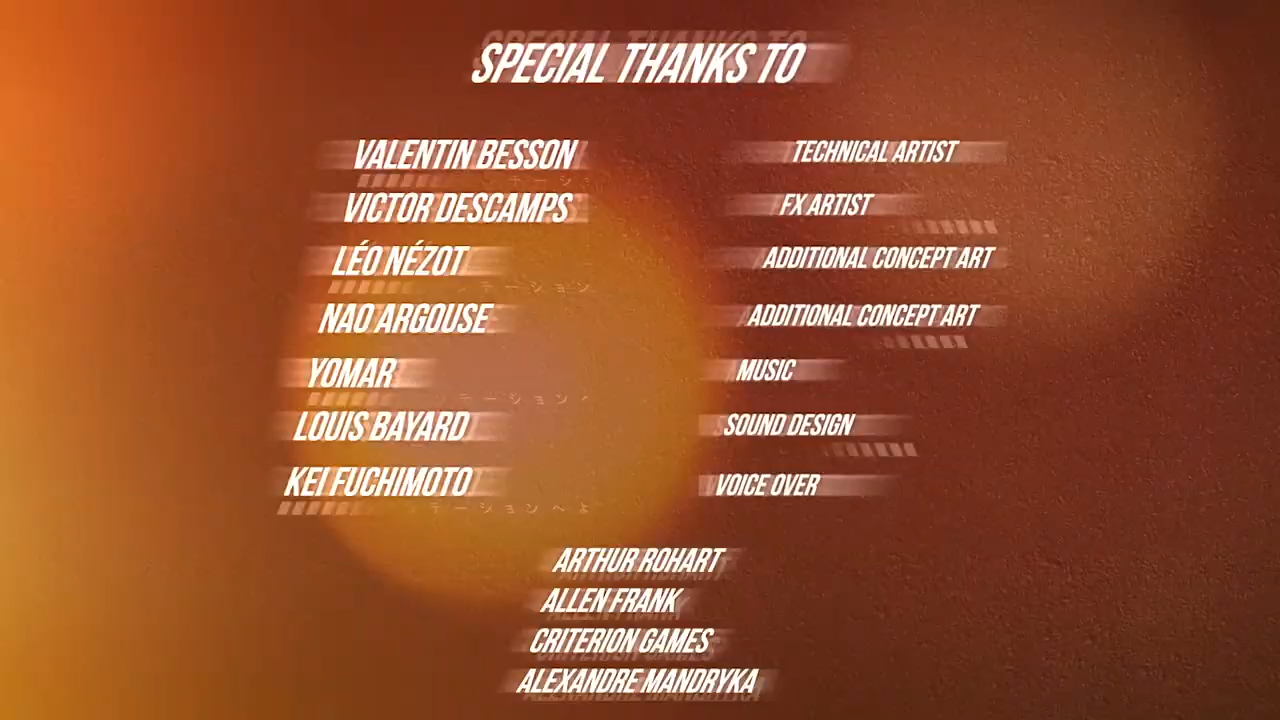 SPECIAL THANKS TO
VALENTIN BESSON TECHNICAL ARTIST
VICTOR DESCAMPS FX ARTIST
LÉO NÉZOT ADDITIONAL CONCEPT ART
NAO ARGOUSE ADDITIONAL CONCEPT ART
YOMAR MUSIC
LOUIS BAYARD SOUND DESIGN
KEI FUCHIMOTO VOICE OVER
ARTHUR ROHART
ALLEN FRANK
CRITERION GAMES
ALEXANDRE MANDRYKA